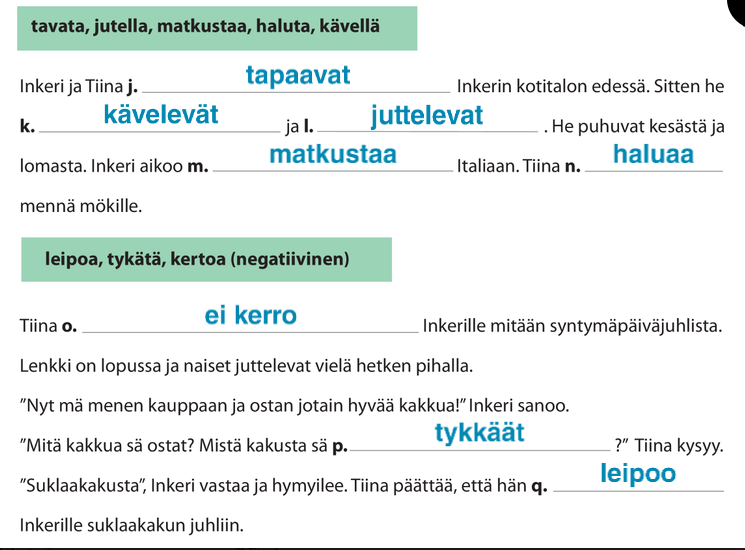 tavata, jutella, matkustaa, haluta, kävellä
Inkeri ja Tiina j. tapaavat Inkerin kotitalon edessä. Sitten he
k. kävelevät ja l. juttelevat . He puhuvat kesästä ja
lomasta. Inkeri aikoo m. matkustaa Italiaan. Tiina n. haluaa
mennä mökille.
leipoa, tykätä, kertoa (negatiivinen)
Tiina o. ei kerro Inkerille mitään syntymäpäiväjuhlista.
Lenkki on lopussa ja naiset juttelevat vielä hetken pihalla.
”Nyt mä menen kauppaan ja ostan jotain hyvää kakkua!” Inkeri sanoo.
”Mitä kakkua sä ostat? Mistä kakusta sä p. tykkäät ?” Tiina kysyy.
”Suklaakakusta”, Inkeri vastaa ja hymyilee. Tiina päättää, että hän q. leipoo
Inkerille suklaakakun juhliin.